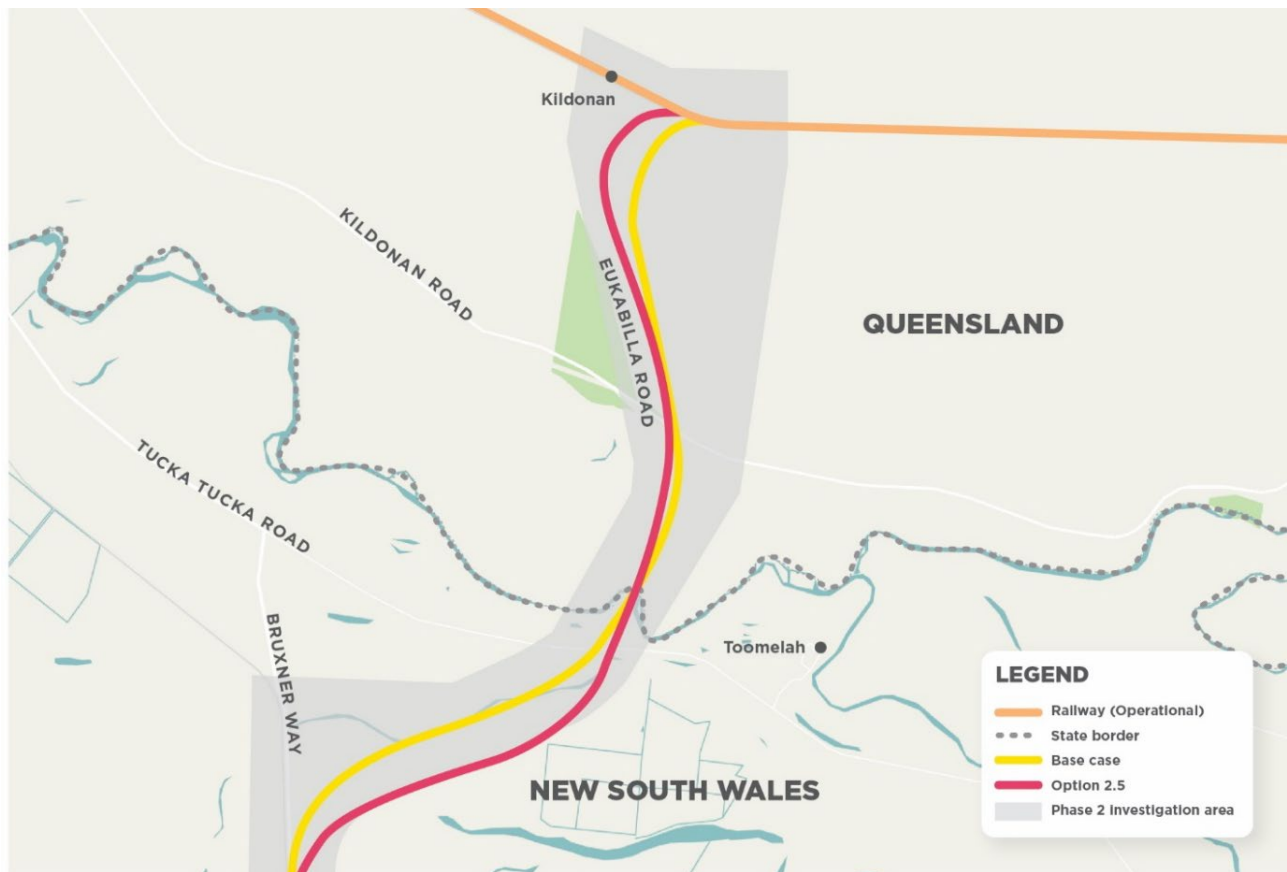 Kildonan
KILDONAN ROAD
EUKABILLA ROAD
QUEENSLAND
TUCKA TUCKA ROAD
BRUXNER WAY
Toomelah
NEW SOUTH WALES
LEGEND
Railway (Operational)
State border
Base case
Option 2.5
Phase 2 Investigation area